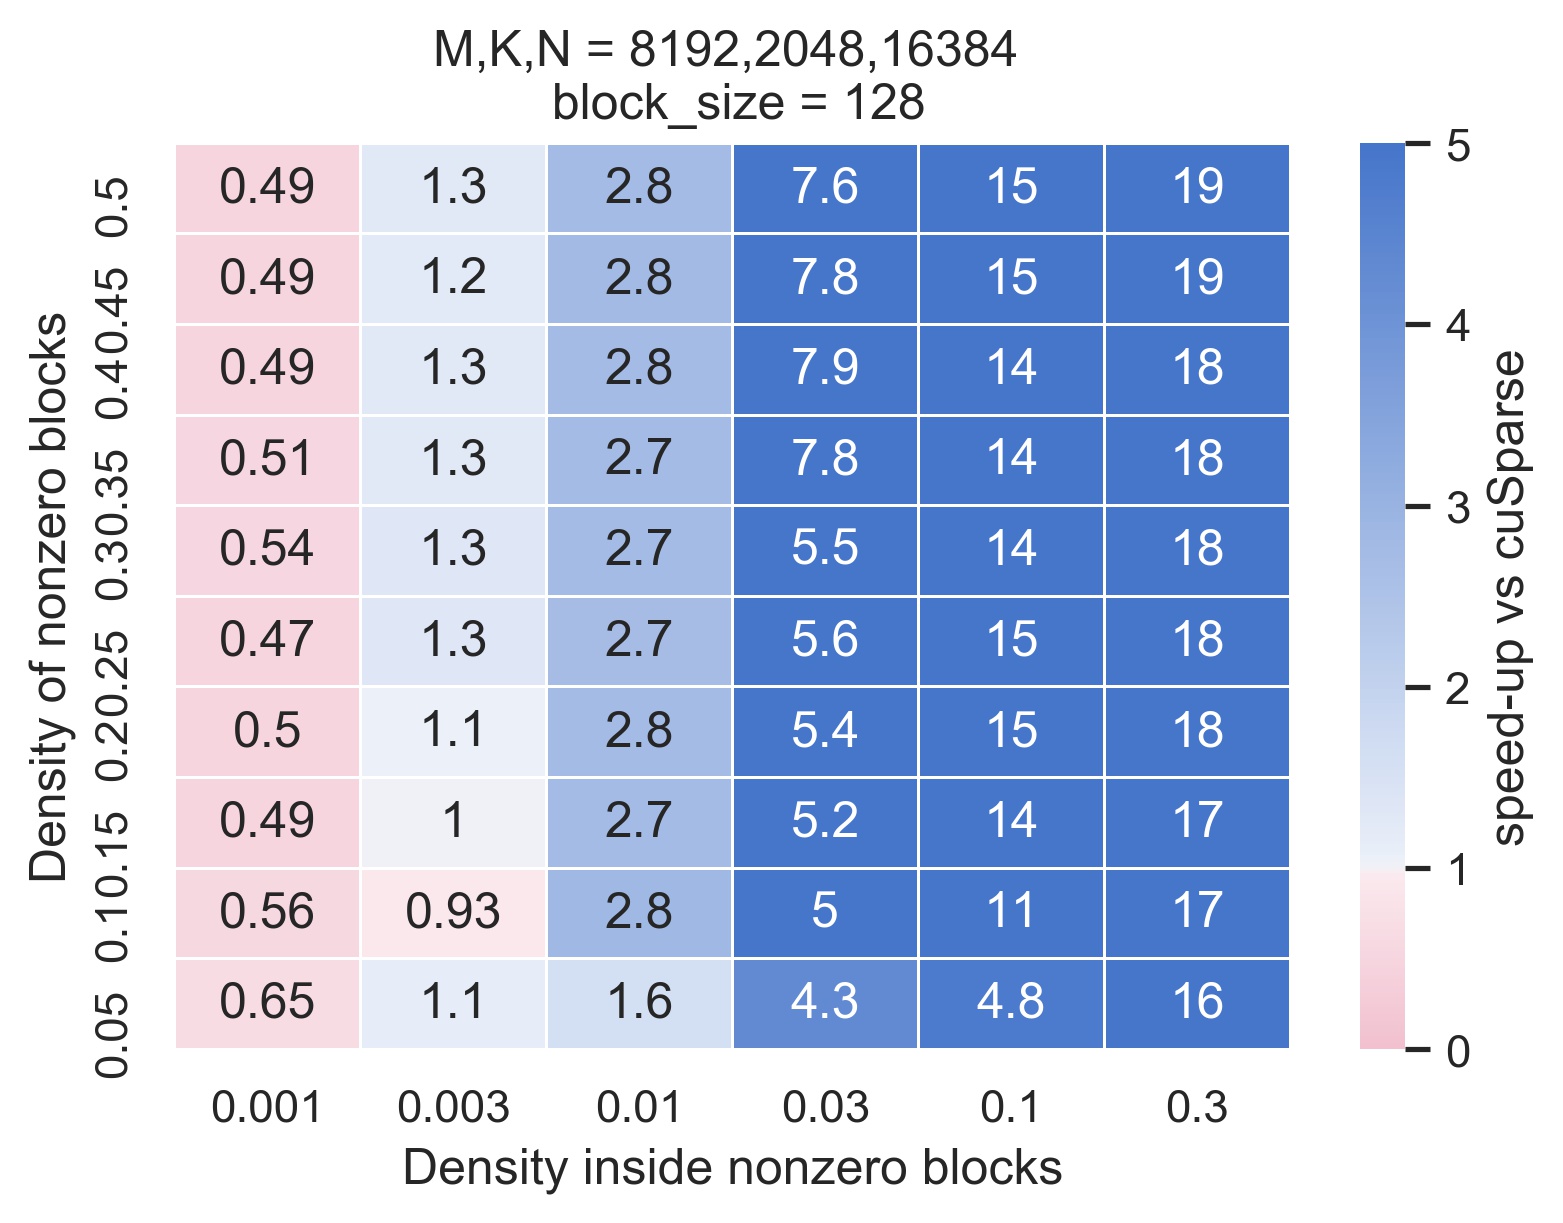 M,K,N = 8192,2048,16384
block_size = 128
Density of nonzero blocks
0.5 0.49 1.3 2.8 7.6 15 19
0.45 0.49 1.2 2.8 7.8 15 19
0.4 0.49 1.3 2.8 7.9 14 18
0.35 0.51 1.3 2.7 7.8 14 18
0.3 0.54 1.3 2.7 5.5 14 18
0.25 0.47 1.3 2.7 5.6 15 18
0.2 0.5 1.1 2.8 5.4 15 18
0.15 0.49 1 2.7 5.2 14 17
0.1 0.56 0.93 2.8 5 11 17
0.05 0.65 1.1 1.6 4.3 4.8 16
0.001 0.003 0.01 0.03 0.1 0.3
Density inside nonzero blocks
5
4
3
2
1
0
speed-up vs cuSparse